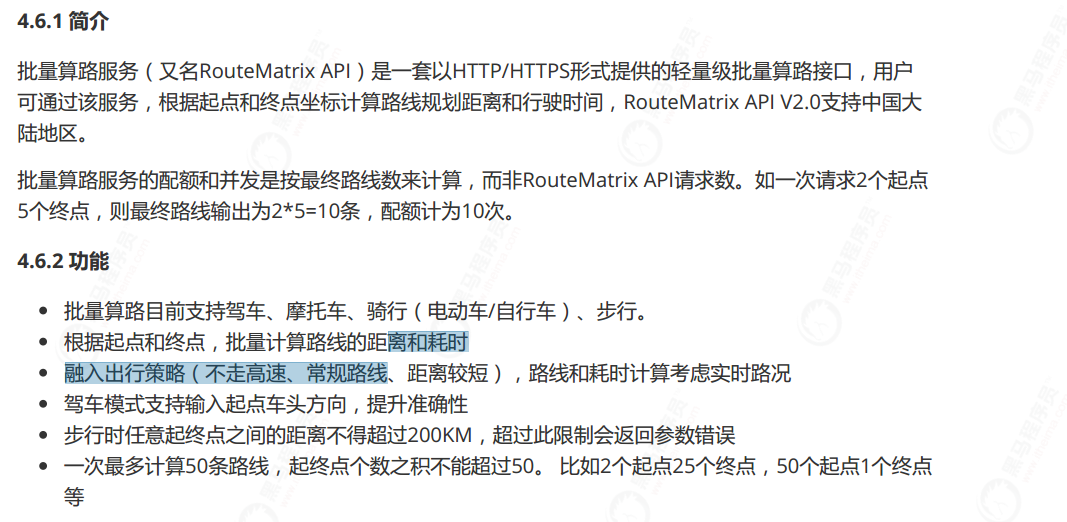 4.6.1 简介
批量算路服务（又名RouteMatrix API）是一套以HTTP/HTTPS形式提供的轻量级批量算路接口，用户
可通过该服务，根据起点和终点坐标计算路线规划距离和行驶时间，RouteMatrix API V2.0支持中国大
陆地区。
批量算路服务的配额和并发是按最终路线数来计算，而非RouteMatrix API请求数。如一次请求2个起点
5个终点，则最终路线输出为2*5=10条，配额计为10次。
4.6.2 功能
批量算路目前支持驾车、摩托车、骑行（电动车/自行车）、步行。
根据起点和终点，批量计算路线的距离和耗时
融入出行策略（不走高速、常规路线、距离较短），路线和耗时计算考虑实时路况
驾车模式支持输入起点车头方向，提升准确性
步行时任意起终点之间的距离不得超过200KM，超过此限制会返回参数错误
一次最多计算50条路线，起终点个数之积不能超过50。 比如2个起点25个终点，50个起点1个终点
等